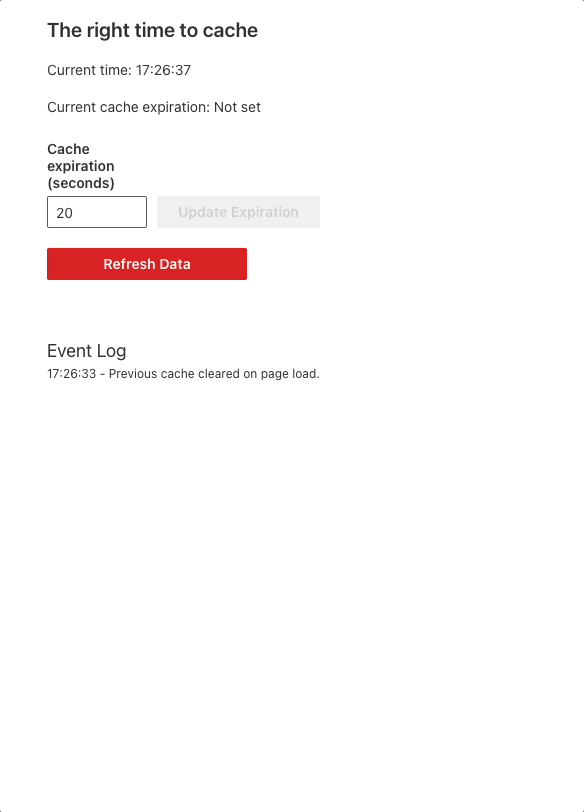 The right time to cache
Current time: 17:26:37
Current cache expiration: Not set
Cache
expiration
(seconds)
20
Update Expiration
Refresh Data
Event Log
17:26:33 - Previous cache cleared on page load.